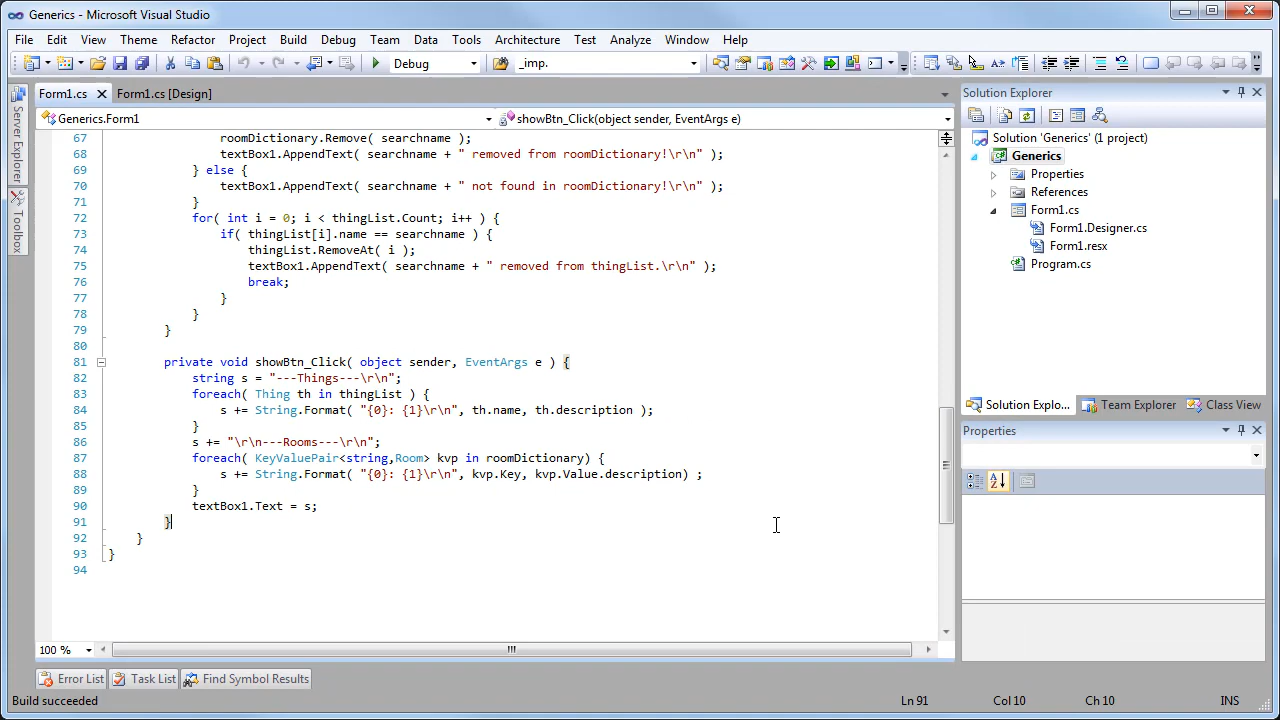 Generics - Microsoft Visual Studio
File Edit View Theme Refactor Project Build Debug Team Data Tools Architecture Test Analyze Window Help
Debug _imp.
Form1.cs Form1.cs [Design]
Generics.Form1 showBtn_Click(object sender, EventArgs e)
Server Explorer
Toolbox
67 roomDictionary.Remove( searchname );
68 textBox1.AppendText( searchname + " removed from roomDictionary!\r\n" );
69 } else {
70 textBox1.AppendText( searchname + " not found in roomDictionary!\r\n" );
71 }
72 for( int i = 0; i < thingList.Count; i++ ) {
73 if( thingList[i].name == searchname ) {
74 thingList.RemoveAt( i );
75 textBox1.AppendText( searchname + " removed from thingList.\r\n" );
76 break;
77 }
78 }
79 }
80
81 private void showBtn_Click( object sender, EventArgs e ) {
82 string s = "---Things---\r\n";
83 foreach( Thing th in thingList ) {
84 s += String.Format( "{0}: {1}\r\n", th.name, th.description );
85 }
86 s += "\r\n---Rooms---\r\n";
87 foreach( KeyValuePair<string,Room> kvp in roomDictionary) {
88 s += String.Format( "{0}: {1}\r\n", kvp.Key, kvp.Value.description) ;
89 }
90 textBox1.Text = s;
91 }
92 }
93 }
94
100 %
Solution Explorer
Solution 'Generics' (1 project)
Generics
Properties
References
Form1.cs
Form1.Designer.cs
Form1.resx
Program.cs
Solution Explo... Team Explorer Class View
Properties
Error List Task List Find Symbol Results
Build succeeded Ln 91 Col 10 Ch 10 INS